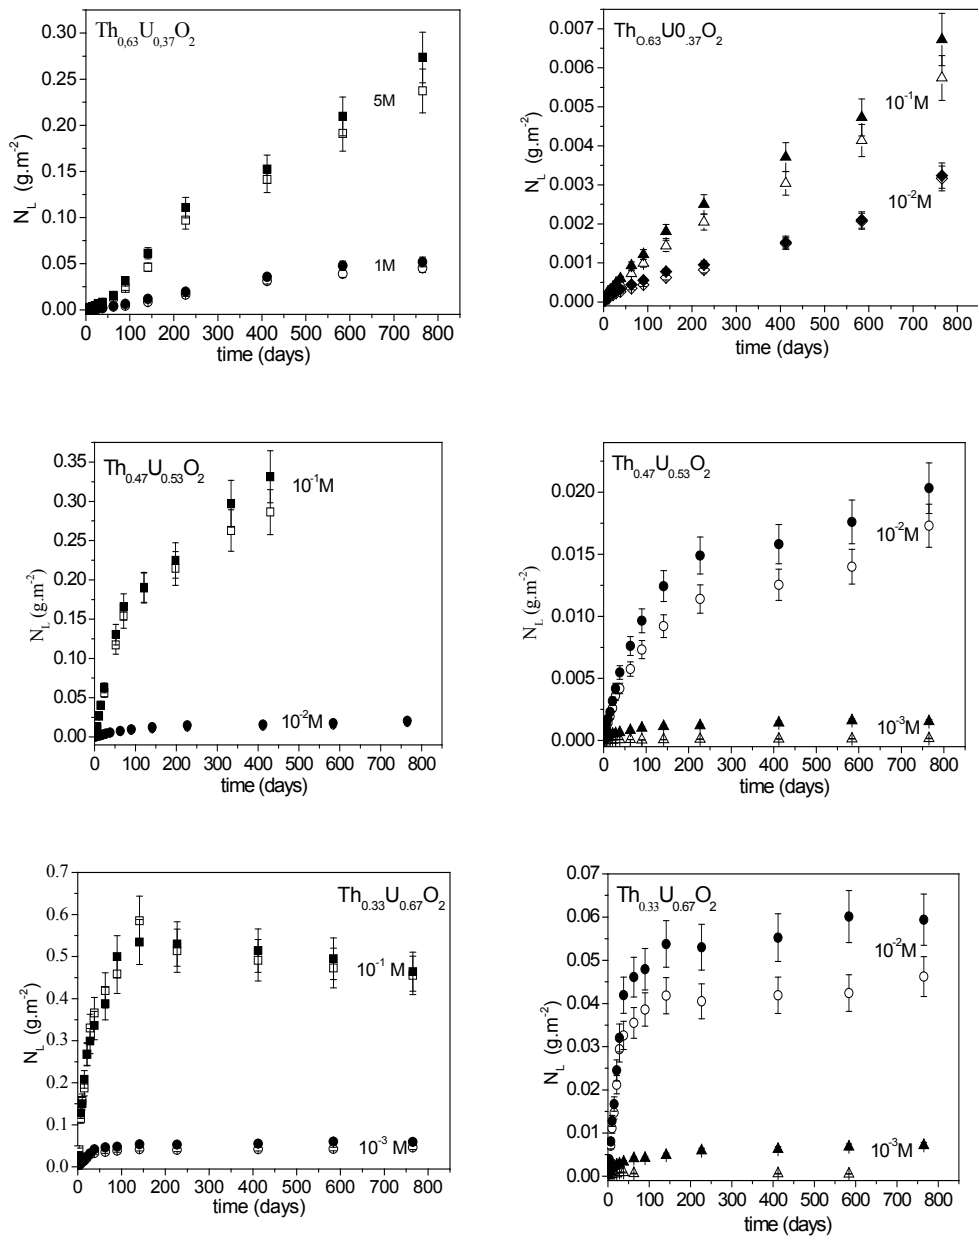 Th0,63U0,37O2
0.30
0.25
0.20
0.15
0.10
0.05
0.00
NL (g.m-2)
5M
1M
0 100 200 300 400 500 600 700 800
time (days)
ThO.63U0.37O2
0.007
0.006
0.005
0.004
0.003
0.002
0.001
0.000
NL (g.m-2)
10-1M
10-2M
0 100 200 300 400 500 600 700 800
time (days)
Th0.47U0.53O2
0.35
0.30
0.25
0.20
0.15
0.10
0.05
0.00
NL (g.m-2)
10-1M
10-2M
0 100 200 300 400 500 600 700 800
time (days)
Th0.47U0.53O2
0.020
0.015
0.010
0.005
0.000
NL (g.m-2)
10-2M
10-3M
0 100 200 300 400 500 600 700 800
time (days)
Th0.33U0.67O2
0.7
0.6
0.5
0.4
0.3
0.2
0.1
0.0
NL (g.m-2)
10-1 M
10-3 M
0 100 200 300 400 500 600 700 800
time (days)
Th0.33U0.67O2
0.07
0.06
0.05
0.04
0.03
0.02
0.01
0.00
NL (g.m-2)
10-2M
10-3M
0 100 200 300 400 500 600 700 800
time (days)